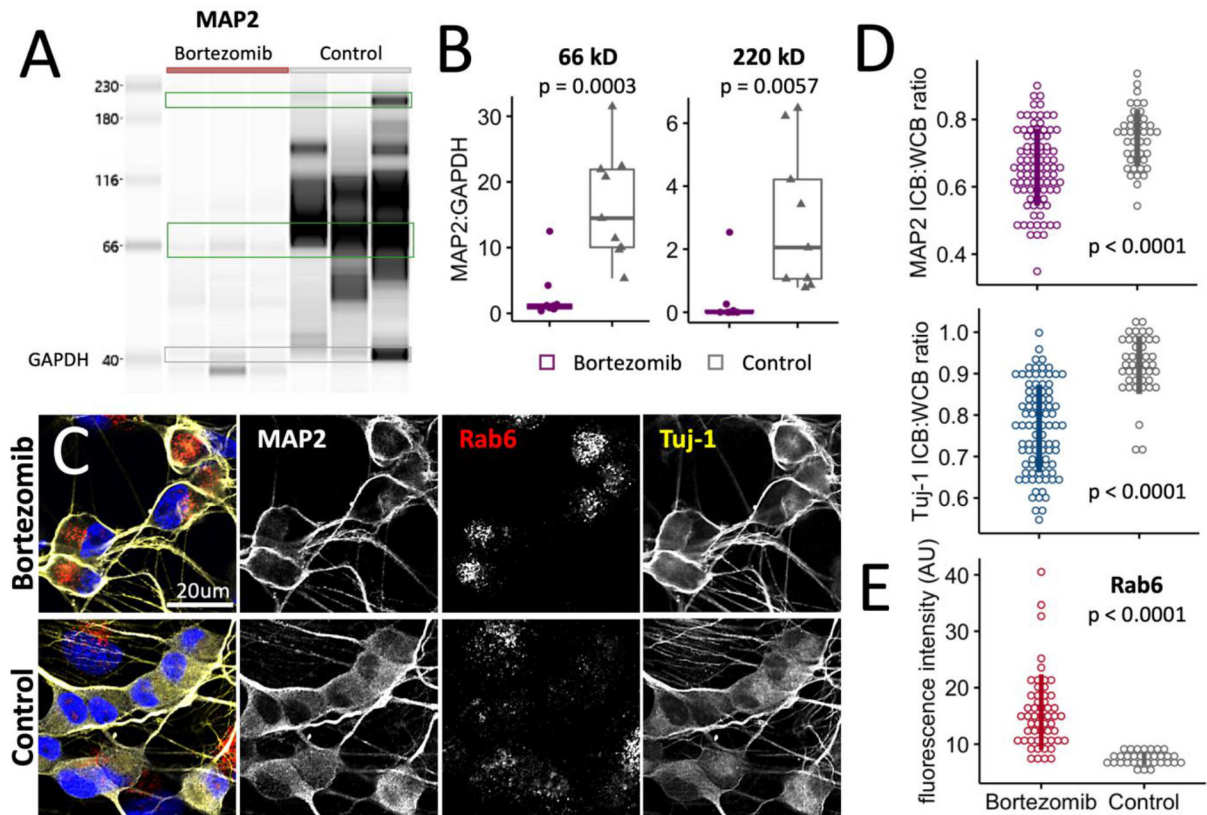 A
MAP2
Bortezomib
Control
230-
180-
116-
66-
GAPDH
40-
B
66 kD
p = 0.0003
220 kD
p = 0.0057
MAP2:GAPDH
30
20
10
0
6
4
2
0
Bortezomib
Control
C
MAP2
Rab6
Tuj-1
Bortezomib
20um
Control
D
MAP2 ICB:WCB ratio
0.8
0.6
0.4
p < 0.0001
Tuj-1 ICB:WCB ratio
1.0
0.9
0.8
0.7
0.6
p < 0.0001
E
fluorescence intensity (AU)
40
30
20
10
Rab6
p < 0.0001
Bortezomib
Control